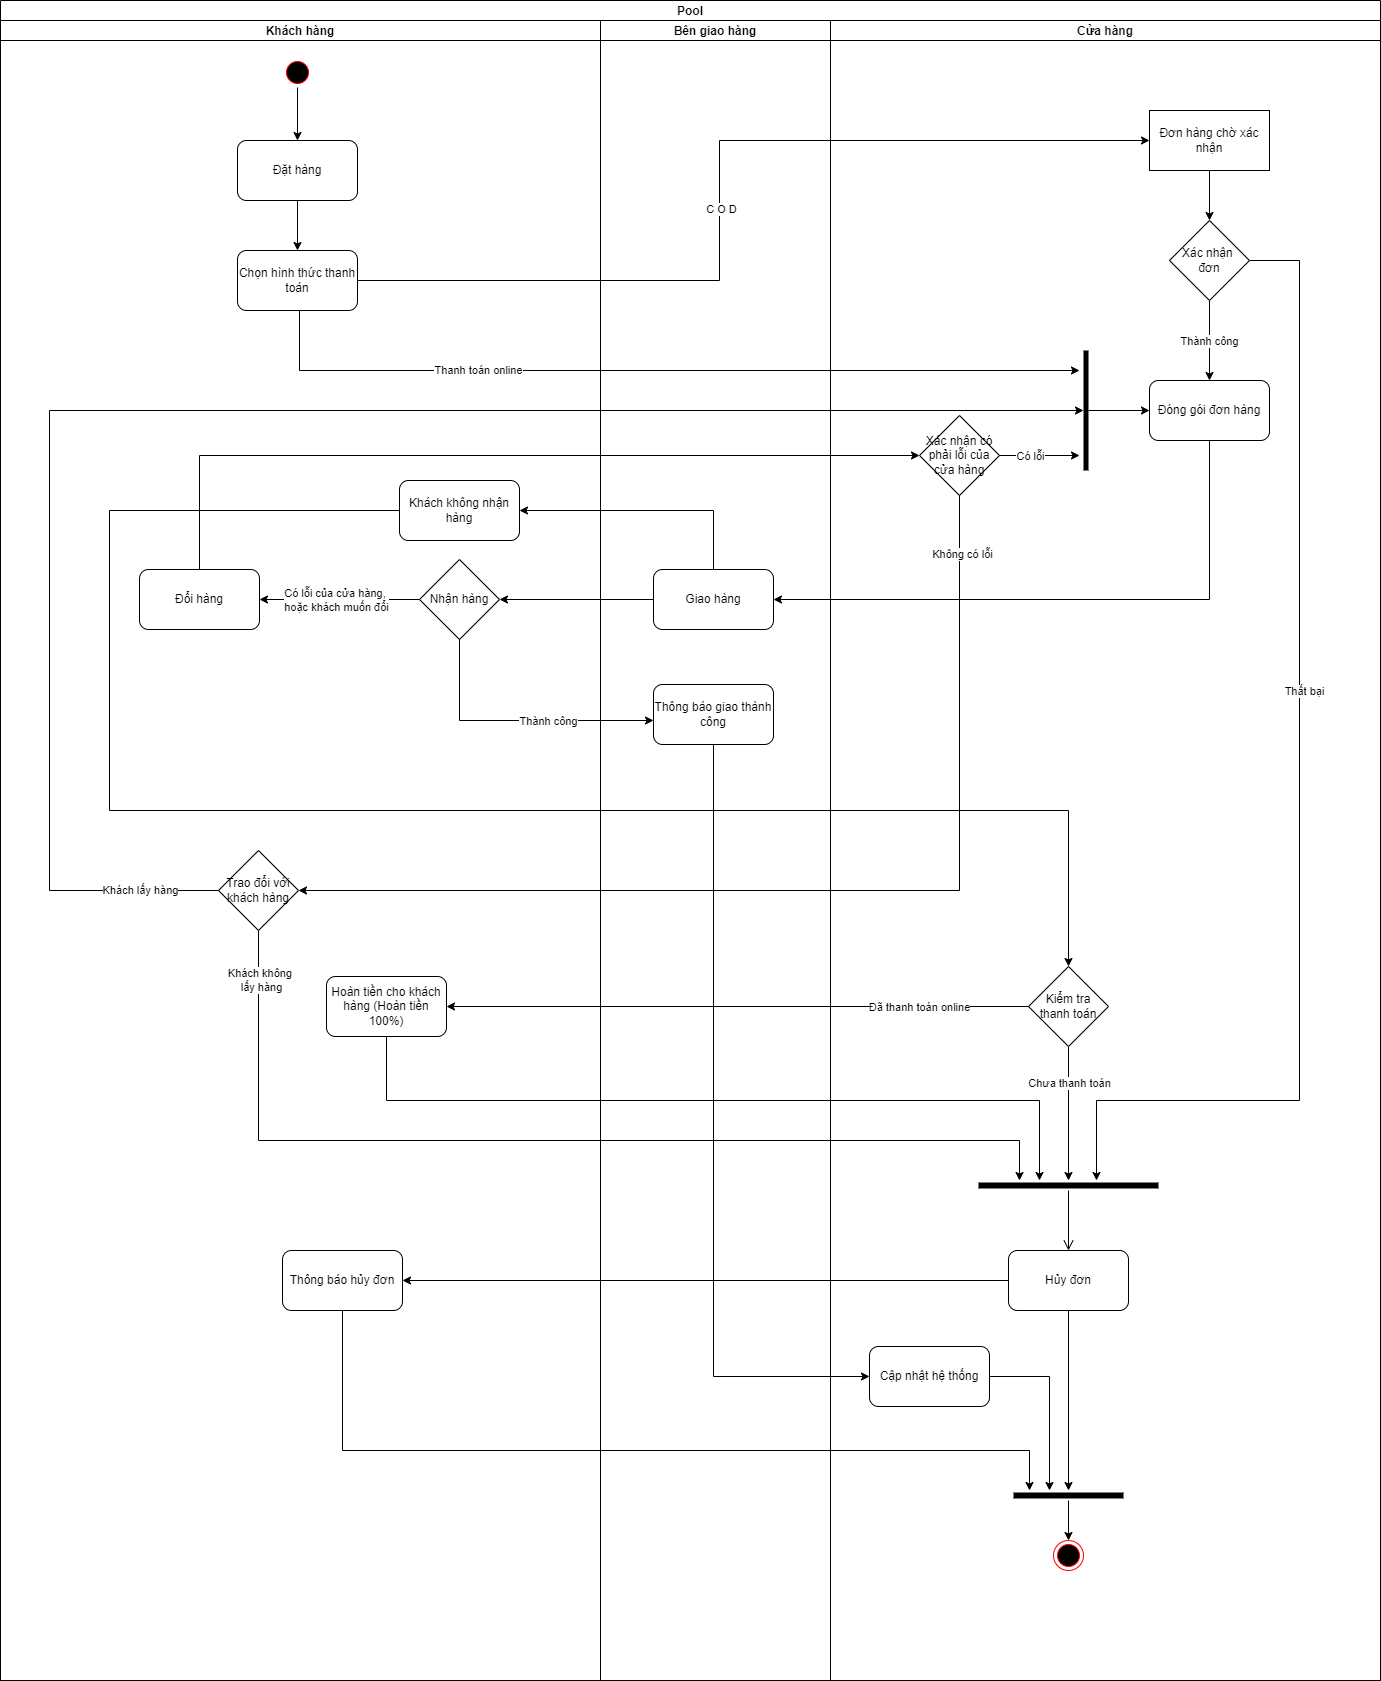 Pool
Khách hàng
Bên giao hàng
Cửa hàng
Đặt hàng
Đơn hàng chờ xác
nhận
C O D
Chọn hình thức thanh
toán
Xác nhận
đơn
Thành công
Thanh toán online
Đóng gói đơn hàng
Xác nhận có
phải lỗi của
cửa hàng
Có lỗi
Khách không nhận
hàng
Không có lỗi
Đổi hàng
Có lỗi của cửa hàng,
hoặc khách muốn đổi
Nhận hàng
Giao hàng
Thất bại
Thành công
Thông báo giao thành
công
Khách lấy hàng
Trao đổi với
khách hàng
Khách không
lấy hàng
Hoàn tiền cho khách
hàng (Hoàn tiền
100%)
Đã thanh toán online
Kiểm tra
thanh toán
Chưa thanh toán
Thông báo hủy đơn
Hủy đơn
Cập nhật hệ thống